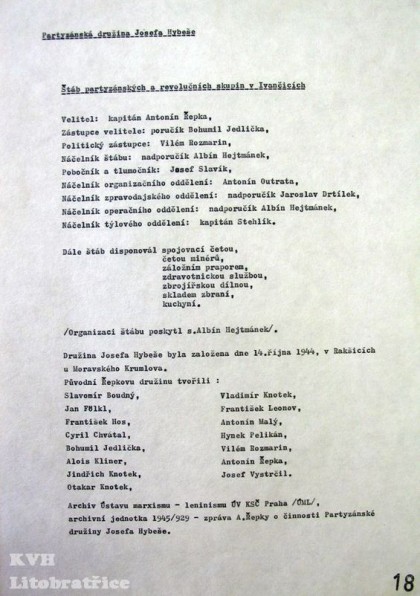 Partyzánská družina Josefa Hybeše
Štáb partyzánských a revolučních skupin v Ivančicích
Velitel: kapitán Antonín Řepka,
Zástupce velitele: poručík Bohumil Jedlička,
Politický zástupce: Vilém Rozmarin,
Náčelník štábu: nadporučík Albín Hejtmánek,
Pobočník a tlumočník: Josef Slavík,
Náčelník organizačního oddělení: Antonín Outrata,
Náčelník zpravodajského oddělení: nadporučík Jaroslav Drtílek,
Náčelník operačního oddělení: nadporučík Albín Hejtmánek,
Náčelník týlového oddělení: kapitán Stehlík.
Dále štáb disponovál spojovací četou,
četou minérů,
záložním praporem,
zdravotnickou službou,
zbrojířskou dílnou,
skladem zbraní,
kuchyní.
/Organizaci štábu poskytl s.Albín Hejtmánek/.
Družina Josefa Hybeše byla založena dne 14.října 1944, v Rakšicích
u Moravského Krumlova.
Původní Řepkovu družinu tvořili :
Slavomír Boudný,
Jan Fölkl,
František Hos,
Cyril Chvátal,
Bohumil Jedlička,
Alois Kliner,
Jindřich Knotek,
Otakar Knotek,
Vladimír Knotek,
František Leonov,
Antonín Malý,
Hynek Pelikán,
Vilém Rozmarin,
Antonín Řepka,
Josef Vystrčil.
Archiv Ústavu marxismu - leninismu ÚV KSČ Praha /ÚML/,
archivní jednotka 1945/929 - zpráva A.Řepky o činnosti Partyzánské
družiny Josefa Hybeše.
KVH
Litobratřice
18